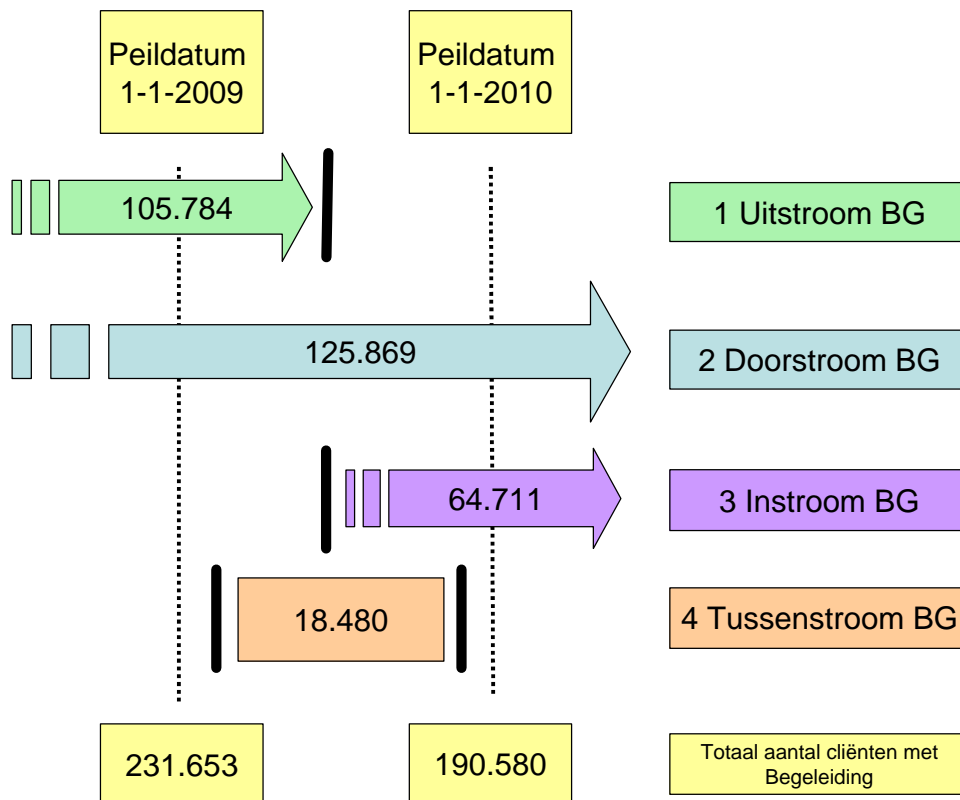 Peildatum
1-1-2009
Peildatum
1-1-2010
105.784
1 Uitstroom BG
125.869
2 Doorstroom BG
64.711
3 Instroom BG
18.480
4 Tussenstroom BG
231.653
190.580
Totaal aantal cliënten met
Begeleiding